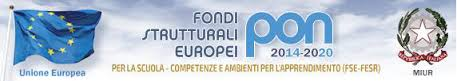 FONDI
STRUTTURALI
EUROPEI
pon
2014-2020
PER LA SCUOLA - COMPETENZE E AMBIENTI PER L'APPRENDIMENTO (FSE-FESR)
Unione Europea
MIUR